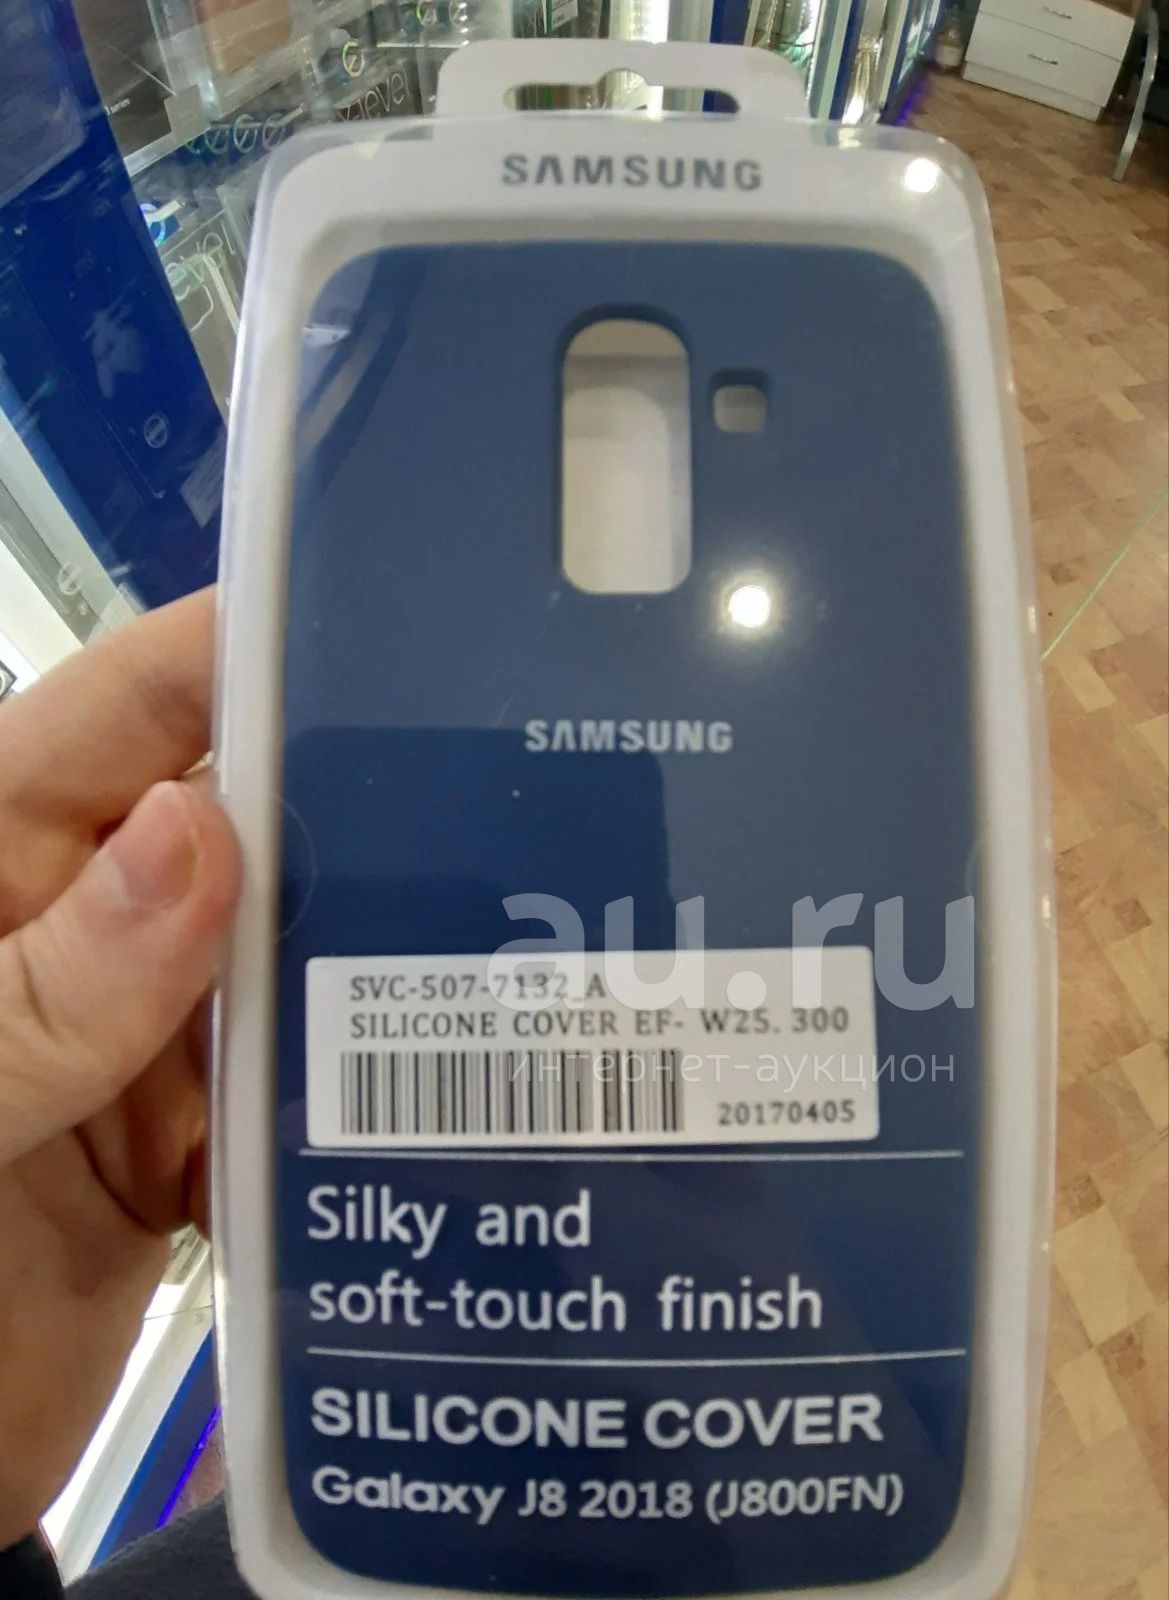 series
SAMSUNG
SAMSUNG
au.ru
SVC-507-7132_A
SILICONE COVER EF- W25. 300
интернет-аукцион
20170405
Silky and
soft-touch finish
SILICONE COVER
Galaxy J8 2018 (J800FN)